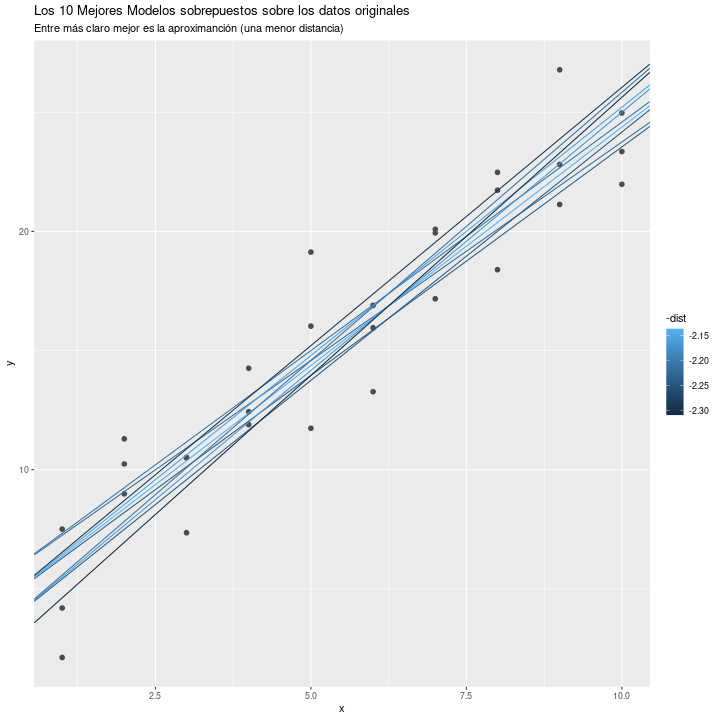 Los 10 Mejores Modelos sobrepuestos sobre los datos originales
Entre más claro mejor es la aproximanción (una menor distancia)
20
10
y
2.5
5.0
7.5
10.0
x
-dist
-2.15
-2.20
-2.25
-2.30